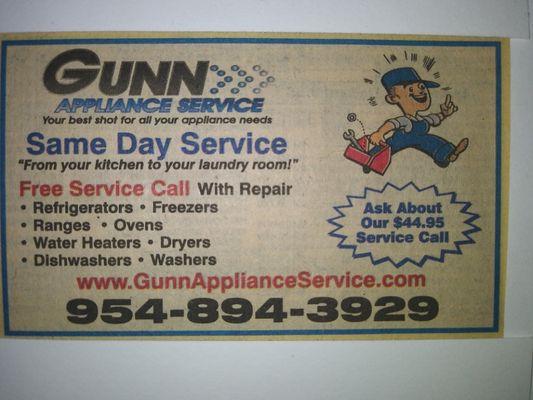 GUNN
APPLIANCE SERVICE
Your best shot for all your appliance needs
Same Day Service
"From your kitchen to your laundry room!"
Free Service Call With Repair
• Refrigerators • Freezers
• Ranges • Ovens
• Water Heaters • Dryers
• Dishwashers • Washers
Ask About
Our $44.95
Service Call
www.GunnApplianceService.com
954-894-3929